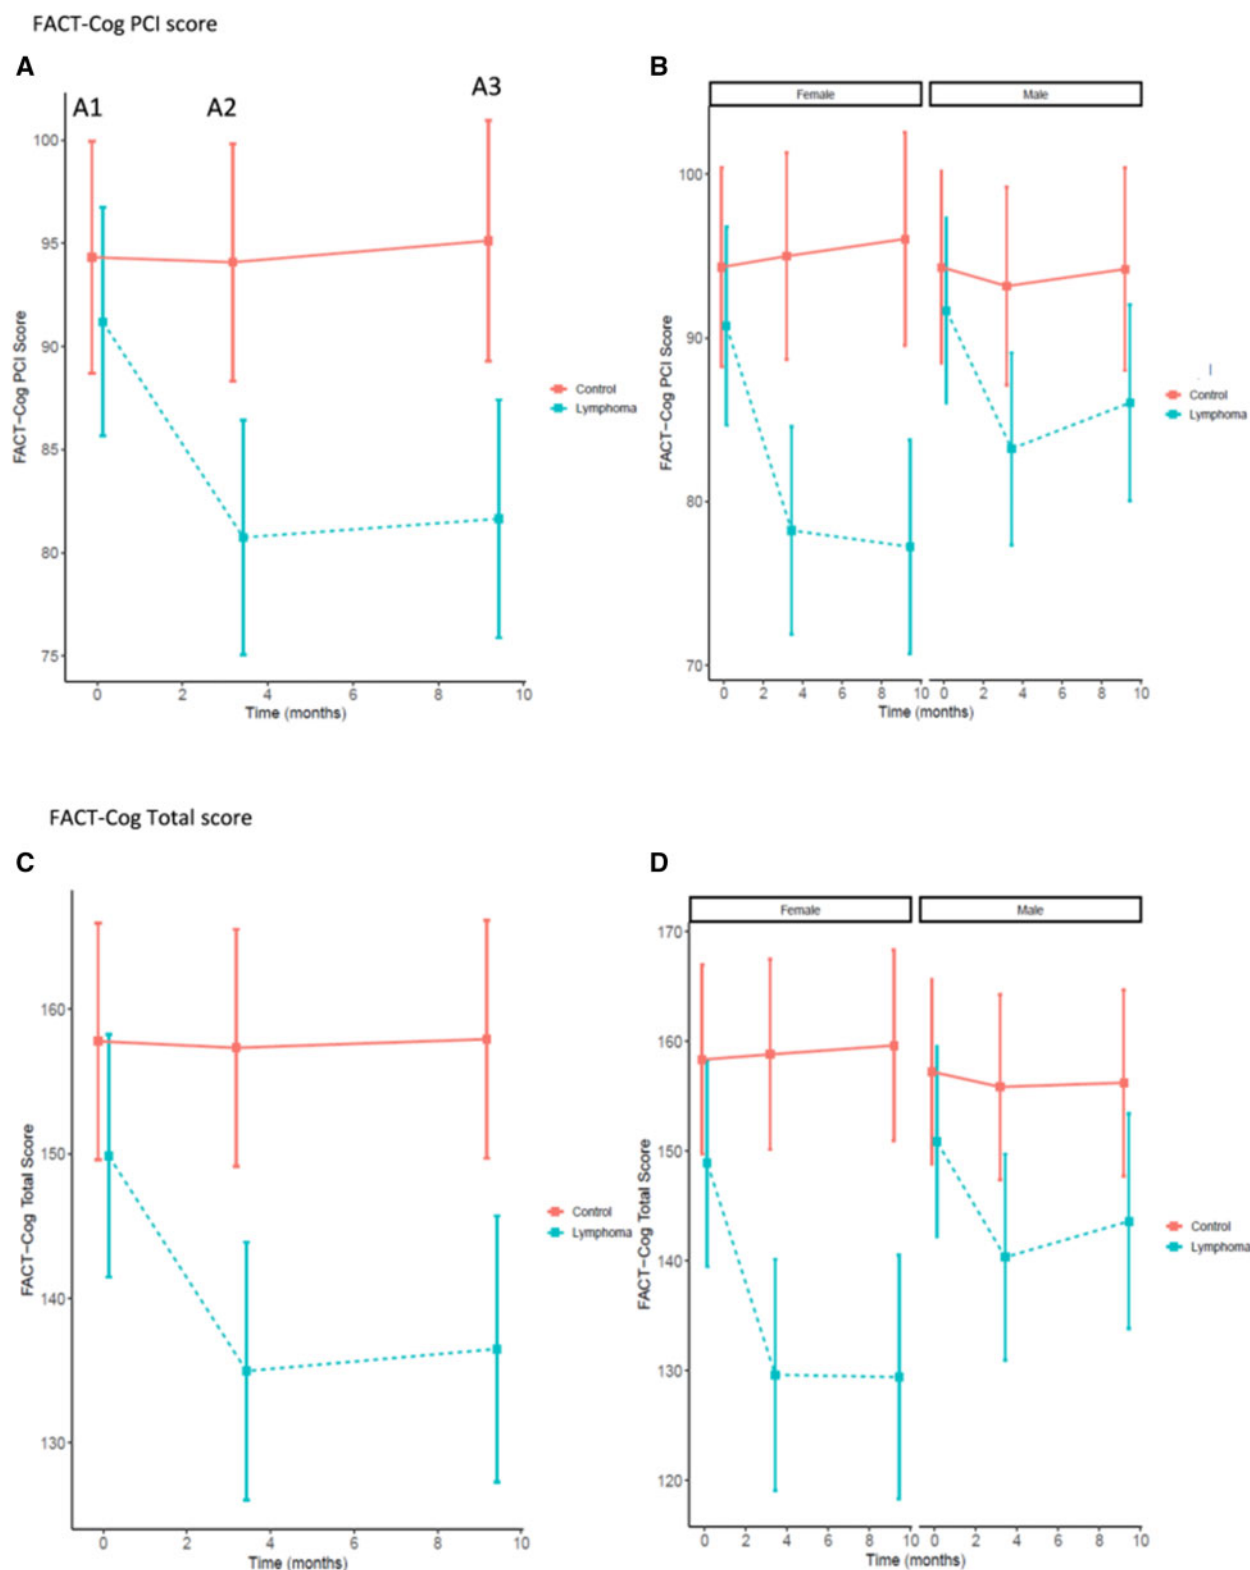 FACT-Cog PCI score
A
B
A1
A2
A3
Female
Male
100
95
90
85
80
75
FACT−Cog PCI Score
0 2 4 6 8 10
Time (months)
Control
Lymphoma
100
90
80
70
FACT−Cog PCI Score
0 2 4 6 8 10 0 2 4 6 8 10
Time (months)
Control
Lymphoma
FACT-Cog Total score
C
D
160
150
140
130
FACT−Cog Total Score
0 2 4 6 8 10
Time (months)
Control
Lymphoma
Female
Male
170
160
150
140
130
120
FACT−Cog Total Score
0 2 4 6 8 10 0 2 4 6 8 10
Time (months)
Control
Lymphoma